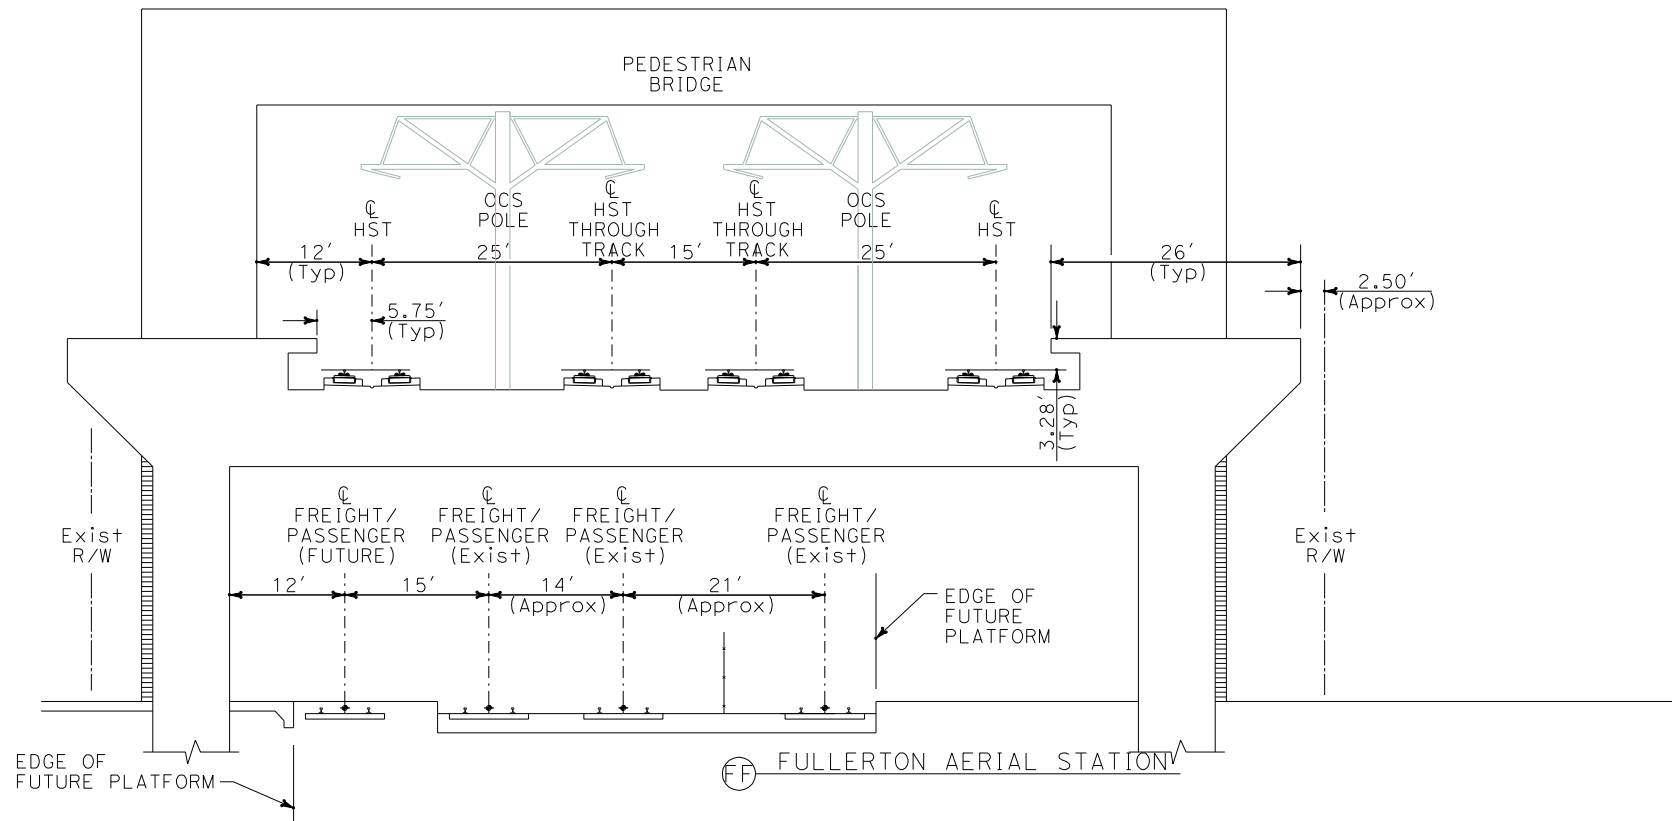 PEDESTRIAN
BRIDGE
℄
HST
OCS
POLE
℄
HST
THROUGH
TRACK
℄
HST
THROUGH
TRACK
OCS
POLE
℄
HST
12'
(Typ)
25'
15'
25'
26'
(Typ)
2.50'
(Approx)
5.75'
(Typ)
3.28'
(Typ)
Exist
R/W
℄
FREIGHT/
PASSENGER
(FUTURE)
℄
FREIGHT/
PASSENGER
(Exist)
℄
FREIGHT/
PASSENGER
(Exist)
℄
FREIGHT/
PASSENGER
(Exist)
Exist
R/W
12'
15'
14'
(Approx)
21'
(Approx)
EDGE OF
FUTURE
PLATFORM
EDGE OF
FUTURE PLATFORM
FF FULLERTON AERIAL STATION